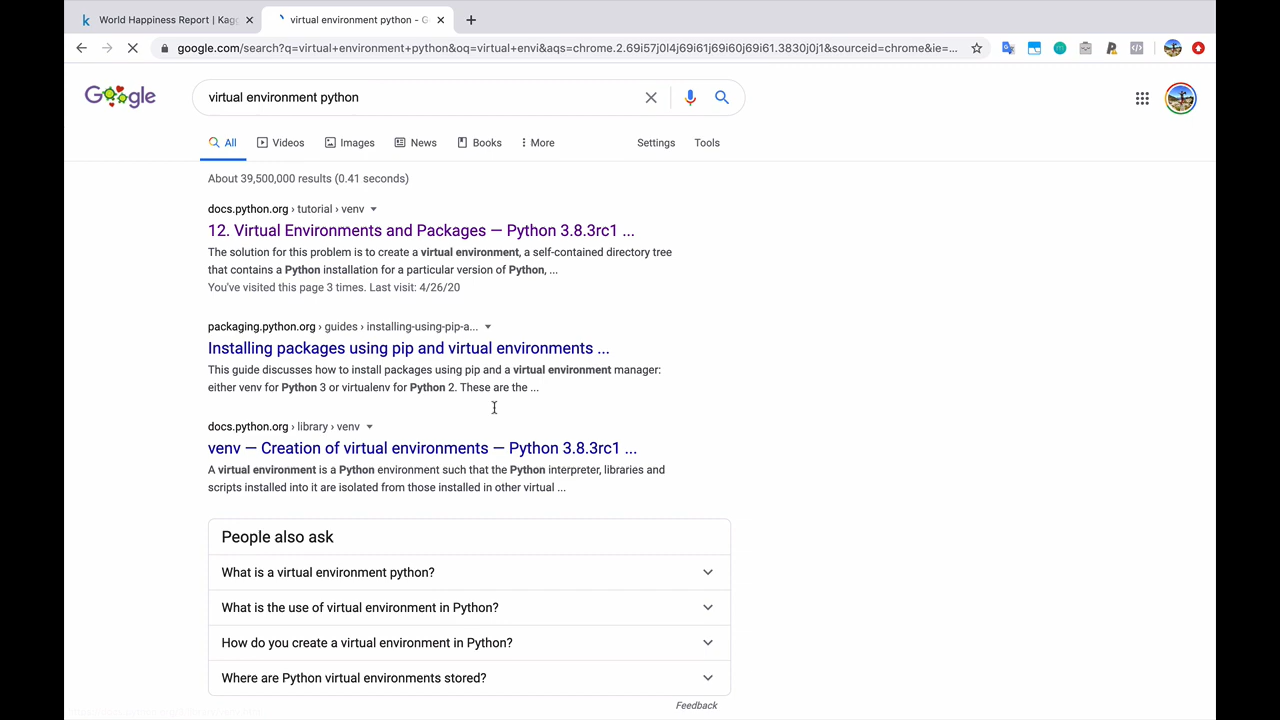 World Happiness Report | Kagg
virtual environment python - G
google.com/search?q=virtual+environment+python&oq=virtual+envi&aqs=chrome.2.69i57j0l4j69i61j69i60j69i61.3830j0j1&sourceid=chrome&ie=...
Google
virtual environment python
All
Videos
Images
News
Books
More
Settings
Tools
About 39,500,000 results (0.41 seconds)
docs.python.org › tutorial › venv
12. Virtual Environments and Packages — Python 3.8.3rc1 ...
The solution for this problem is to create a virtual environment, a self-contained directory tree
that contains a Python installation for a particular version of Python, ...
You've visited this page 3 times. Last visit: 4/26/20
packaging.python.org › guides › installing-using-pip-a...
Installing packages using pip and virtual environments ...
This guide discusses how to install packages using pip and a virtual environment manager:
either venv for Python 3 or virtualenv for Python 2. These are the ...
docs.python.org › library › venv
venv — Creation of virtual environments — Python 3.8.3rc1 ...
A virtual environment is a Python environment such that the Python interpreter, libraries and
scripts installed into it are isolated from those installed in other virtual ...
People also ask
What is a virtual environment python?
What is the use of virtual environment in Python?
How do you create a virtual environment in Python?
Where are Python virtual environments stored?
Feedback